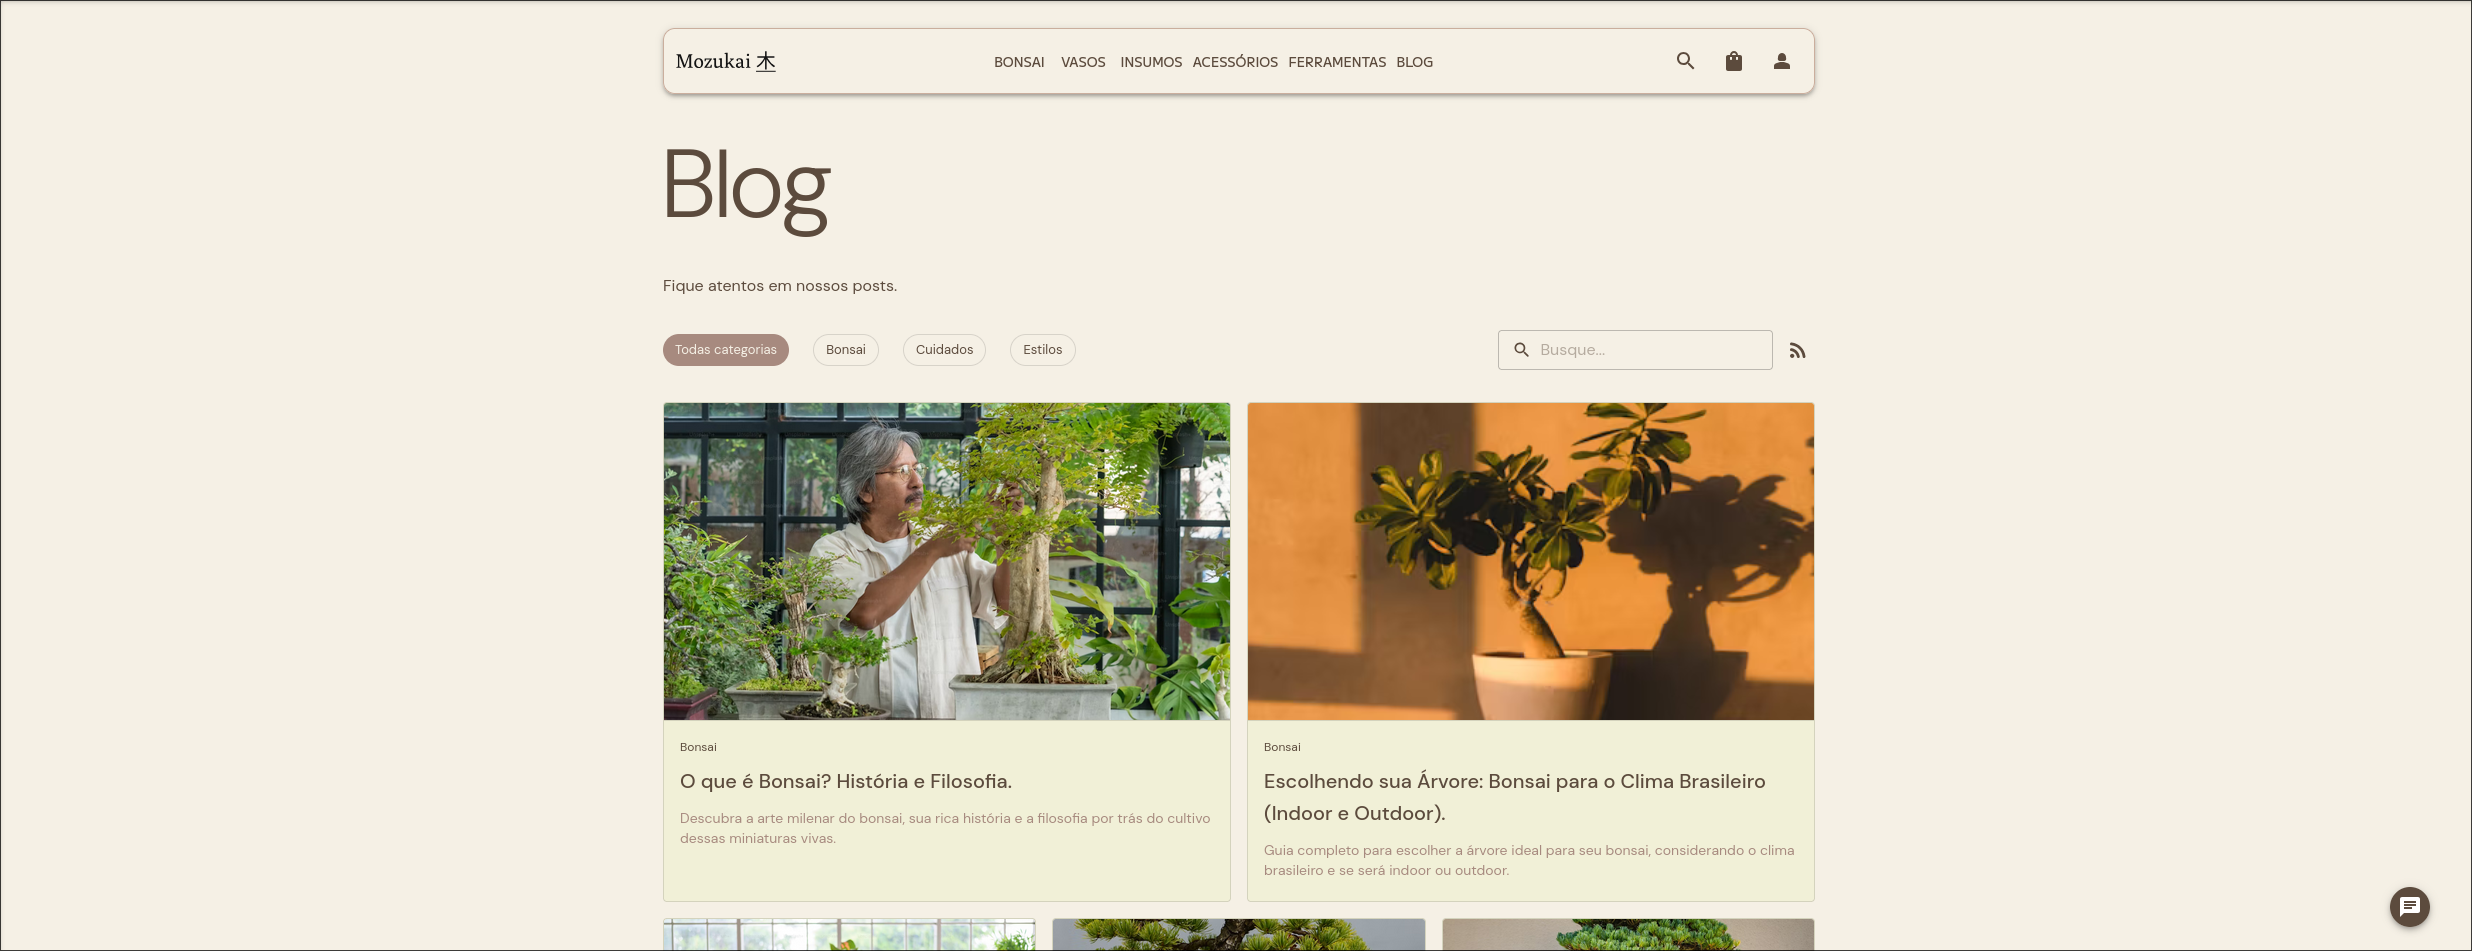 Mozukai 木
BONSAI VASOS INSUMOS ACESSÓRIOS FERRAMENTAS BLOG
Blog
Fique atentos em nossos posts.
Todas categorias Bonsai Cuidados Estilos
Busque...
Bonsai
O que é Bonsai? História e Filosofia.
Descubra a arte milenar do bonsai, sua rica história e a filosofia por trás do cultivo
dessas miniaturas vivas.
Bonsai
Escolhendo sua Árvore: Bonsai para o Clima Brasileiro
(Indoor e Outdoor).
Guia completo para escolher a árvore ideal para seu bonsai, considerando o clima
brasileiro e se será indoor ou outdoor.